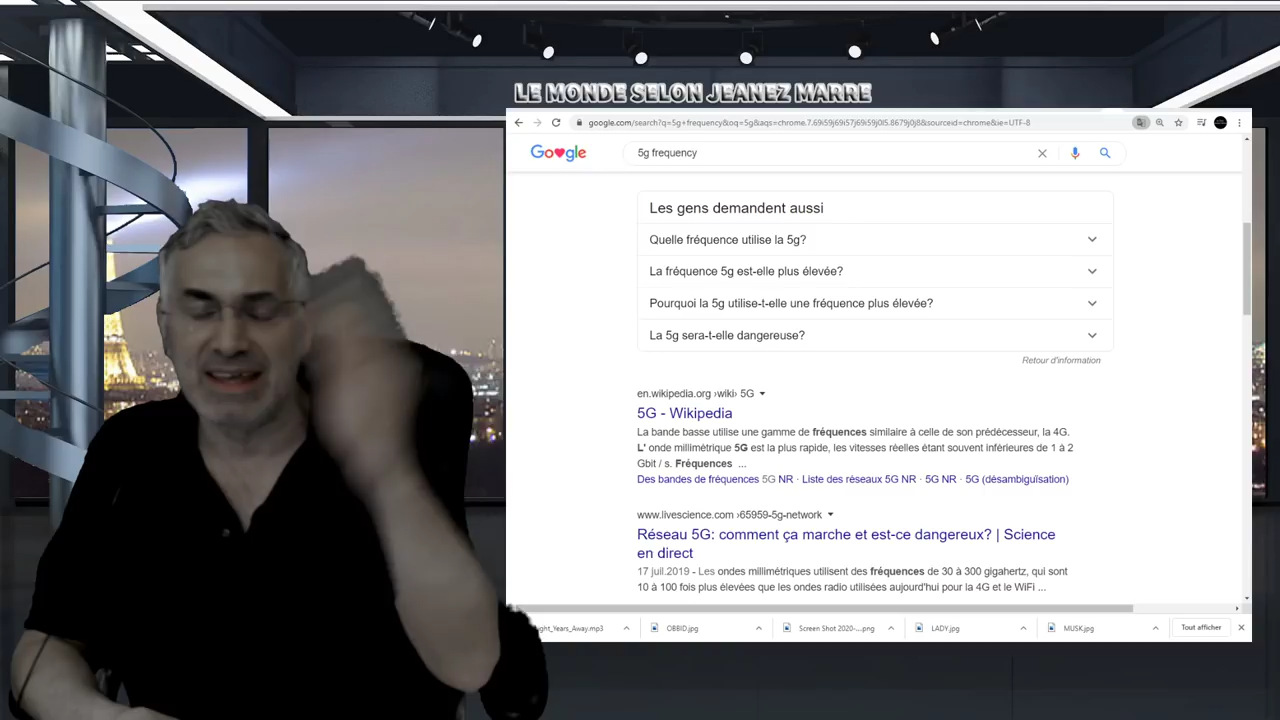 LE MONDE SELON JEANEZ MARRE
google.com/search?q=5g+frequency&oq=5g&aqs=chrome.7.69i59j69i57j69i59j0l5.8679j0j8&sourceid=chrome&ie=UTF-8
Google
5g frequency
Les gens demandent aussi
Quelle fréquence utilise la 5g?
La fréquence 5g est-elle plus élevée?
Pourquoi la 5g utilise-t-elle une fréquence plus élevée?
La 5g sera-t-elle dangereuse?
Retour d'information
en.wikipedia.org ›wiki› 5G
5G - Wikipedia
La bande basse utilise une gamme de fréquences similaire à celle de son prédécesseur, la 4G.
L' onde millimétrique 5G est la plus rapide, les vitesses réelles étant souvent inférieures de 1 à 2
Gbit / s. Fréquences ...
Des bandes de fréquences 5G NR · Liste des réseaux 5G NR · 5G NR · 5G (désambiguïsation)
www.livescience.com ›65959-5g-network
Réseau 5G: comment ça marche et est-ce dangereux? | Science
en direct
17 juil.2019 - Les ondes millimétriques utilisent des fréquences de 30 à 300 gigahertz, qui sont
10 à 100 fois plus élevées que les ondes radio utilisées aujourd'hui pour la 4G et le WiFi ...
ght_Years_Away.mp3
OBBID.jpg
Screen Shot 2020-...png
LADY.jpg
MUSK.jpg
Tout afficher